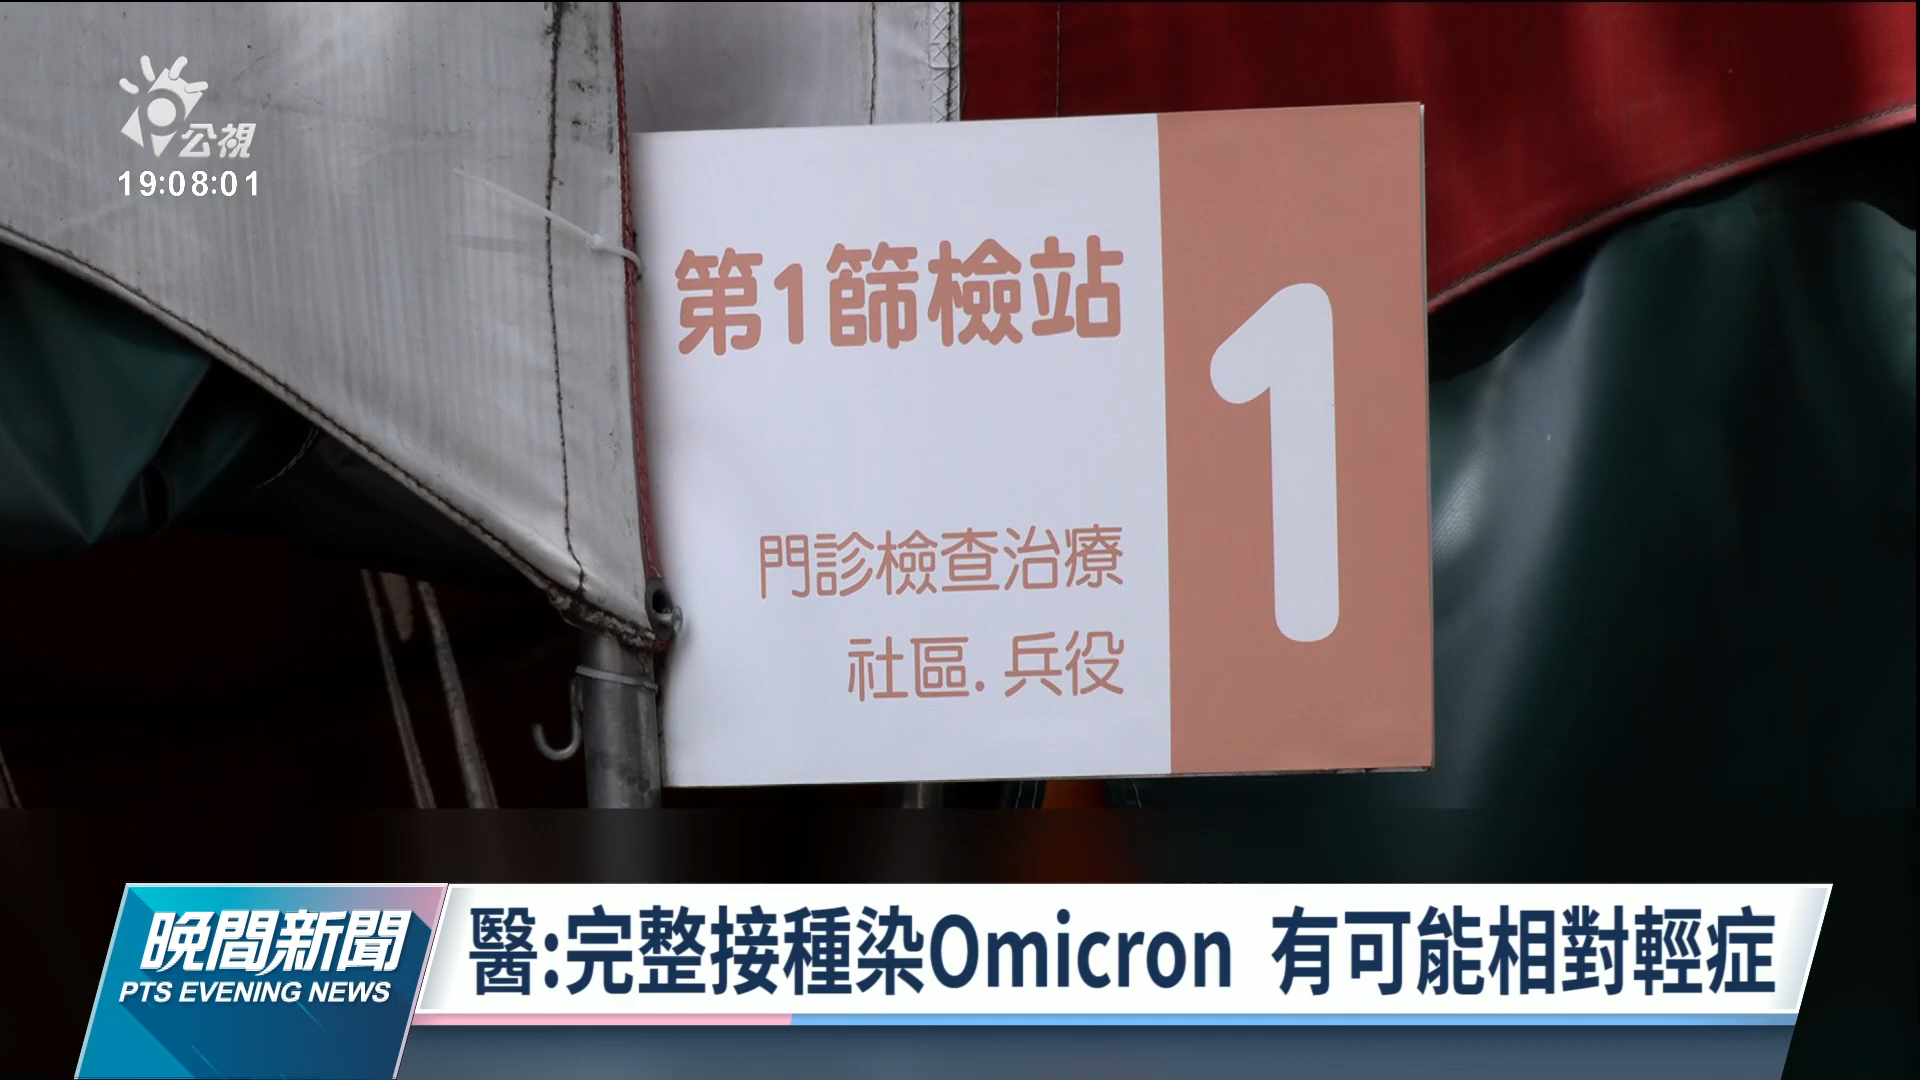 公視
19:08:01
第1篩檢站
1
門診檢查治療
社區.兵役
晚間新聞
PTS EVENING NEWS
醫:完整接種染Omicron 有可能相對輕症